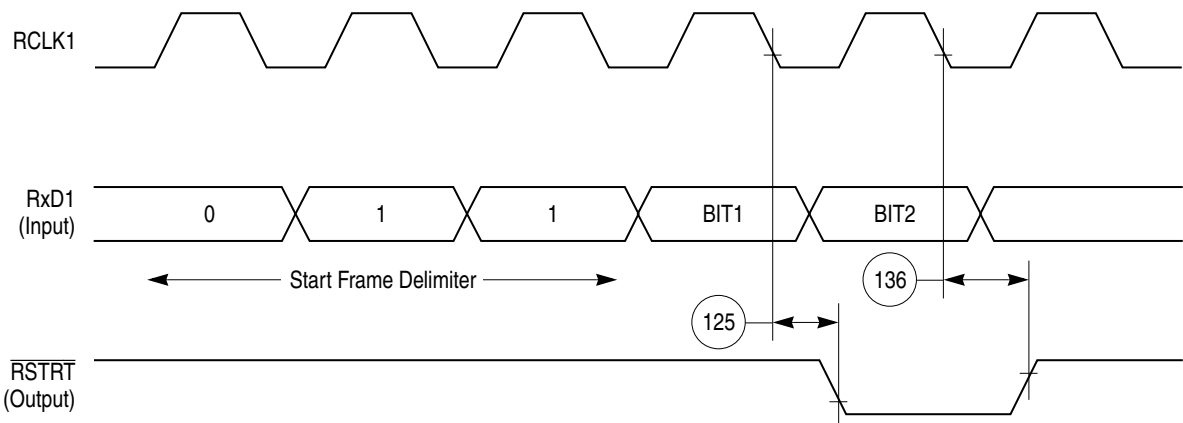 RCLK1
RxD1
(Input)
0 1 1 BIT1 BIT2
Start Frame Delimiter
136
125
RSTRT
(Output)